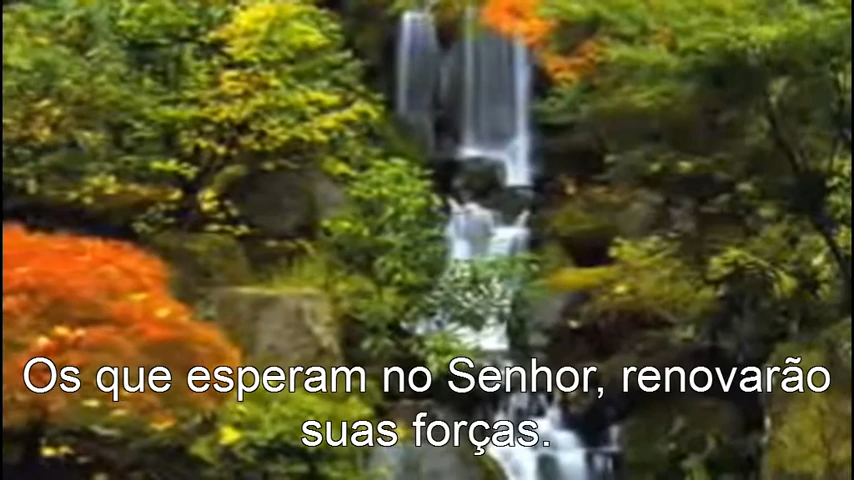 Os que esperam no Senhor, renovarão
suas forças.